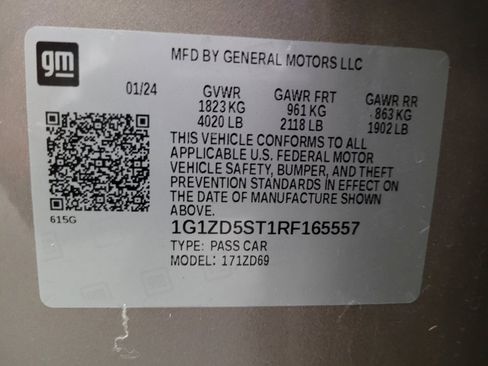 gm
MFD BY GENERAL MOTORS LLC
01/24 GVWR GAWR FRT GAWR RR
1823 KG 961 KG 863 KG
4020 LB 2118 LB 1902 LB
THIS VEHICLE CONFORMS TO ALL
APPLICABLE U.S. FEDERAL MOTOR
VEHICLE SAFETY, BUMPER, AND THEFT
PREVENTION STANDARDS IN EFFECT ON
THE DATE OF MANUFACTURE SHOWN
ABOVE.
615G
1G1ZD5ST1RF165557
TYPE: PASS CAR
MODEL: 171ZD69